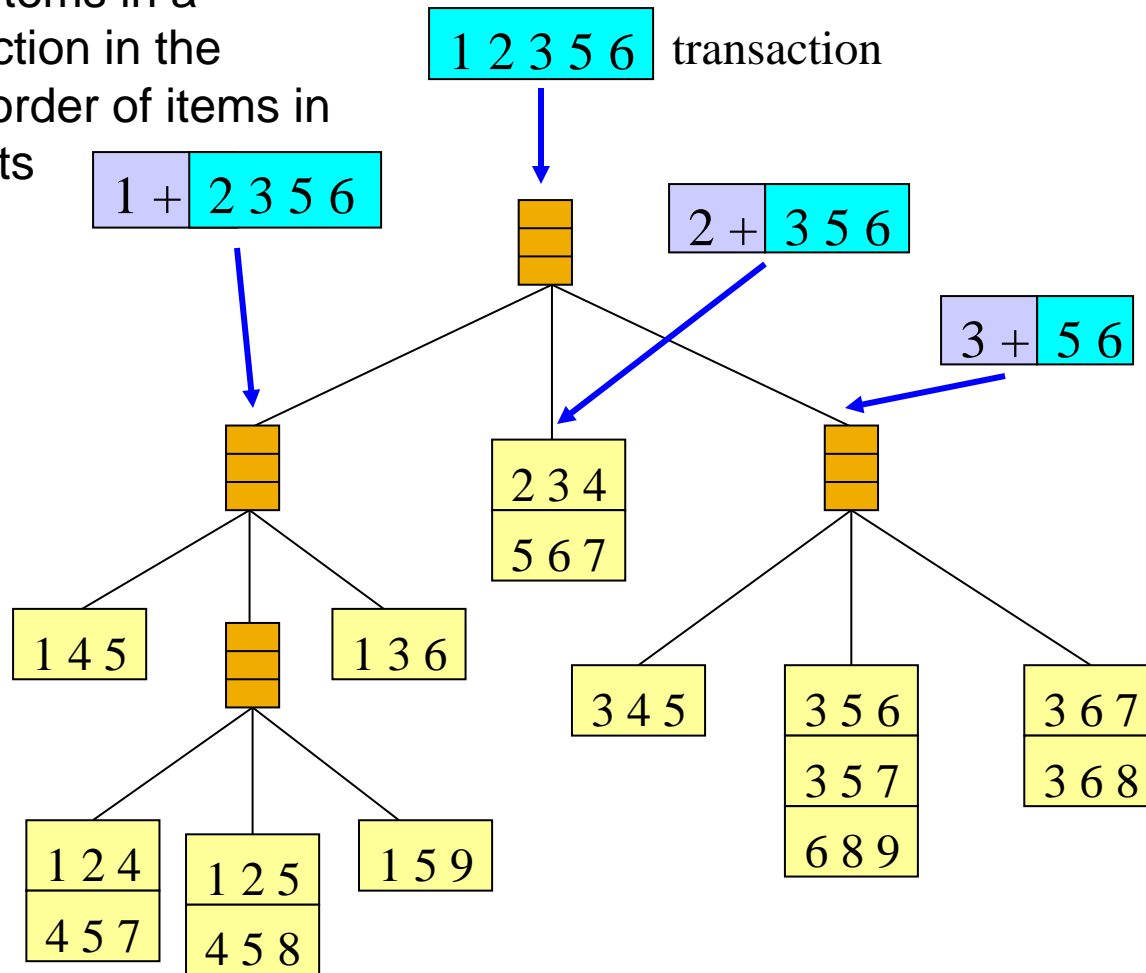 ction in the
order of items in
1 2 3 5 6 transaction
1 + 2 3 5 6
2 + 3 5 6
3 + 5 6
2 3 4
5 6 7
1 4 5
1 3 6
3 4 5
3 5 6
3 5 7
6 8 9
3 6 7
3 6 8
1 2 4
4 5 7
1 2 5
4 5 8
1 5 9